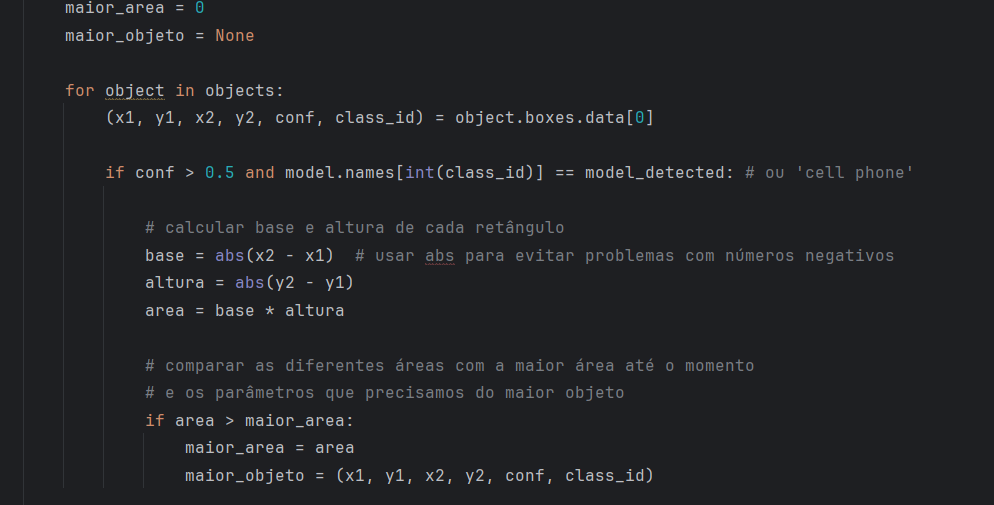 maior_area = 0
maior_objeto = None
for object in objects:
(x1, y1, x2, y2, conf, class_id) = object.boxes.data[0]
if conf > 0.5 and model.names[int(class_id)] == model_detected: # ou 'cell phone'
# calcular base e altura de cada retângulo
base = abs(x2 - x1)  # usar abs para evitar problemas com números negativos
altura = abs(y2 - y1)
area = base * altura
# comparar as diferentes áreas com a maior área até o momento
# e os parâmetros que precisamos do maior objeto
if area > maior_area:
maior_area = area
maior_objeto = (x1, y1, x2, y2, conf, class_id)